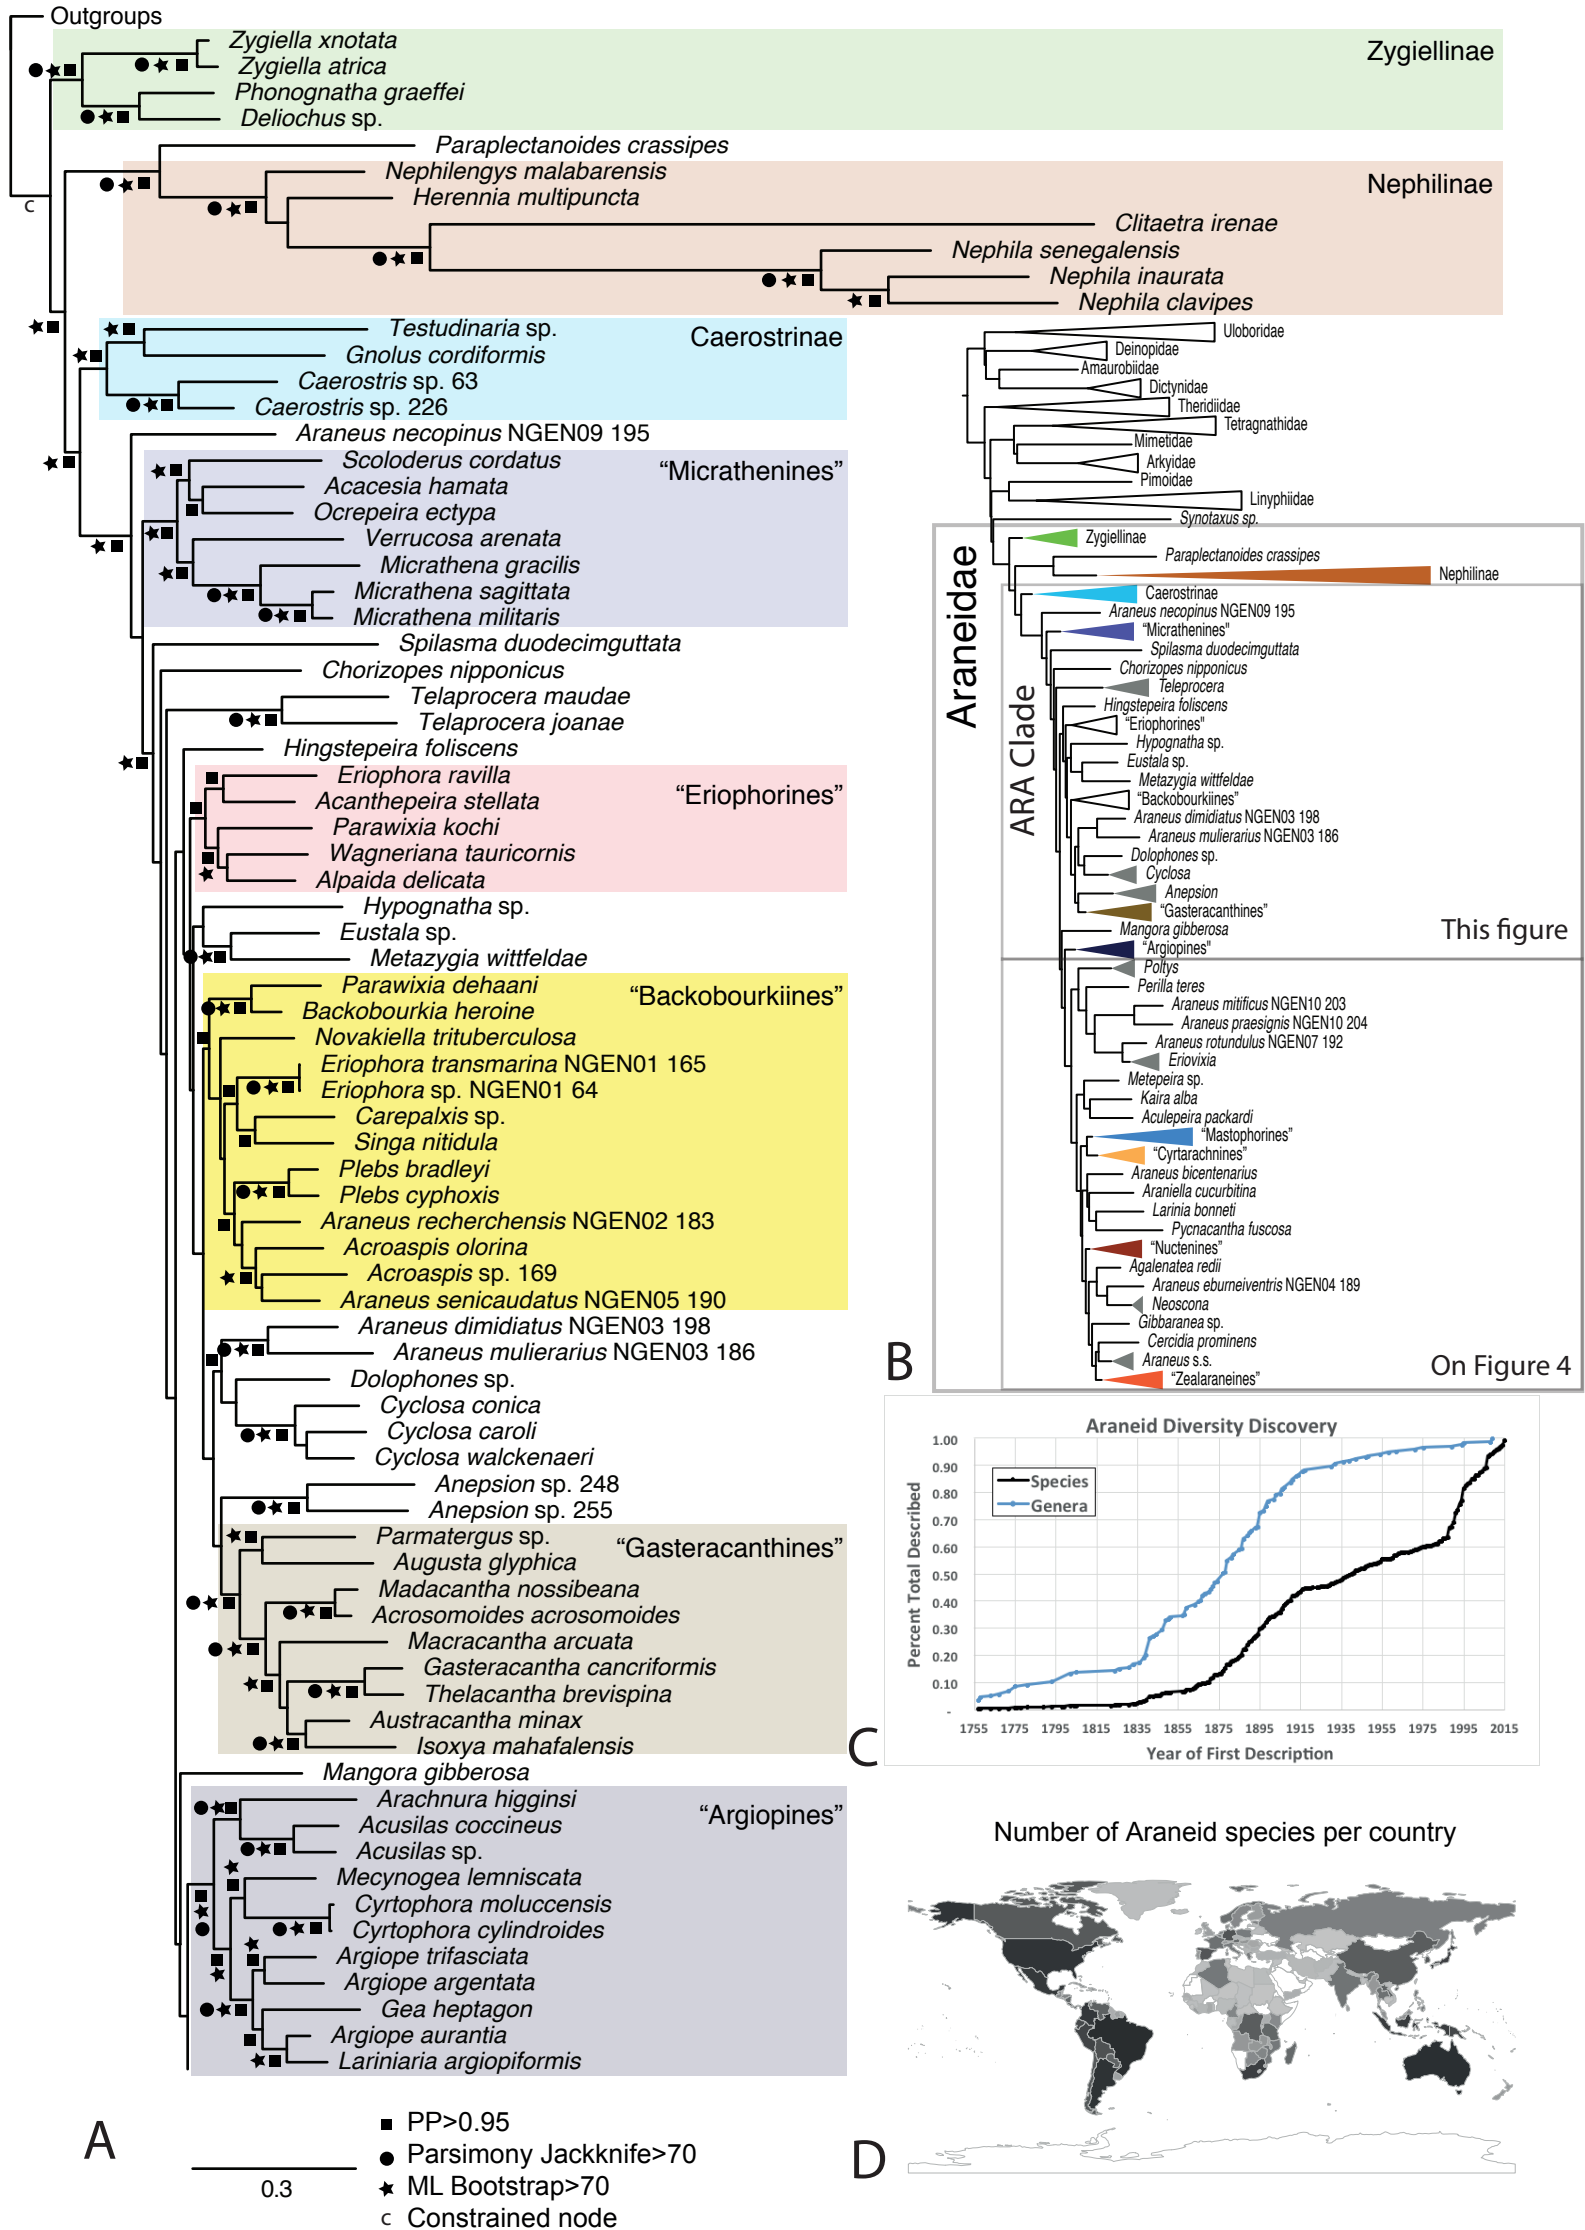 Outgroups
Zygiella xnotata
Zygiella atrica
Phonognatha graeffei
Deliochus sp.
Zygiellinae
Paraplectanoides crassipes
Nephilengys malabarensis
Herennia multipuncta
Clitaetra irenae
Nephila senegalensis
Nephila inaurata
Nephila clavipes
Nephilinae
c
Testudinaria sp.
Gnolus cordiformis
Caerostris sp. 63
Caerostris sp. 226
Caerostrinae
Araneus necopinus NGEN09 195
Scoloderus cordatus
Acacesia hamata
Ocrepeira ectypa
Verrucosa arenata
Micrathena gracilis
Micrathena sagittata
Micrathena militaris
“Micrathenines”
Spilasma duodecimguttata
Chorizopes nipponicus
Telaprocera maudae
Telaprocera joanae
Hingstepeira foliscens
Eriophora ravilla
Acanthepeira stellata
Parawixia kochi
Wagneriana tauricornis
Alpaida delicata
“Eriophorines”
Hypognatha sp.
Eustala sp.
Metazygia wittfeldae
Parawixia dehaani
Backobourkia heroine
Novakiella trituberculosa
Eriophora transmarina NGEN01 165
Eriophora sp. NGEN01 64
Carepalxis sp.
Singa nitidula
Plebs bradleyi
Plebs cyphoxis
Araneus recherchensis NGEN02 183
Acroaspis olorina
Acroaspis sp. 169
Araneus senicaudatus NGEN05 190
“Backobourkiines”
Araneus dimidiatus NGEN03 198
Araneus mulierarius NGEN03 186
Dolophones sp.
Cyclosa conica
Cyclosa caroli
Cyclosa walckenaeri
Anepsion sp. 248
Anepsion sp. 255
Parmatergus sp.
Augusta glyphica
Madacantha nossibeana
Acrosomoides acrosomoides
Macracantha arcuata
Gasteracantha cancriformis
Thelacantha brevispina
Austracantha minax
Isoxya mahafalensis
“Gasteracanthines”
Mangora gibberosa
Arachnura higginsi
Acusilas coccineus
Acusilas sp.
Mecynogea lemniscata
Cyrtophora moluccensis
Cyrtophora cylindroides
Argiope trifasciata
Argiope argentata
Gea heptagon
Argiope aurantia
Lariniaria argiopiformis
“Argiopines”
A
0.3
PP>0.95
Parsimony Jackknife>70
ML Bootstrap>70
c Constrained node
Uloboridae
Deinopidae
Amaurobiidae
Dictynidae
Theridiidae
Tetragnathidae
Mimetidae
Arkyidae
Pimoidae
Linyphiidae
Synotaxus sp.
Araneidae
ARA Clade
Zygiellinae
Paraplectanoides crassipes
Nephilinae
Caerostrinae
Araneus necopinus NGEN09 195
"Micrathenines"
Spilasma duodecimguttata
Chorizopes nipponicus
Teleprocera
Hingstepeira foliscens
"Eriophorines"
Hypognatha sp.
Eustala sp.
Metazygia wittfeldae
"Backobourkiines"
Araneus dimidiatus NGEN03 198
Araneus mulierarius NGEN03 186
Dolophones sp.
Cyclosa
Anepsion
"Gasteracanthines"
Mangora gibberosa
"Argiopines"
This figure
Poltys
Perilla teres
Araneus mitificus NGEN10 203
Araneus praesignis NGEN10 204
Araneus rotundulus NGEN07 192
Eriovixia
Metepeira sp.
Kaira alba
Aculepeira packardi
"Mastophorines"
"Cyrtarachnines"
Araneus bicentenarius
Araniella cucurbitina
Larinia bonneti
Pycnacantha fuscosa
"Nuctenines"
Agalenatea redii
Araneus eburneiventris NGEN04 189
Neoscona
Gibbaranea sp.
Cercidia prominens
Araneus s.s.
"Zealaraneines"
On Figure 4
B
Araneid Diversity Discovery
Percent Total Described
1.00
0.90
0.80
0.70
0.60
0.50
0.40
0.30
0.20
0.10
-
Species
Genera
1755 1775 1795 1815 1835 1855 1875 1895 1915 1935 1955 1975 1995 2015
Year of First Description
C
Number of Araneid species per country
D